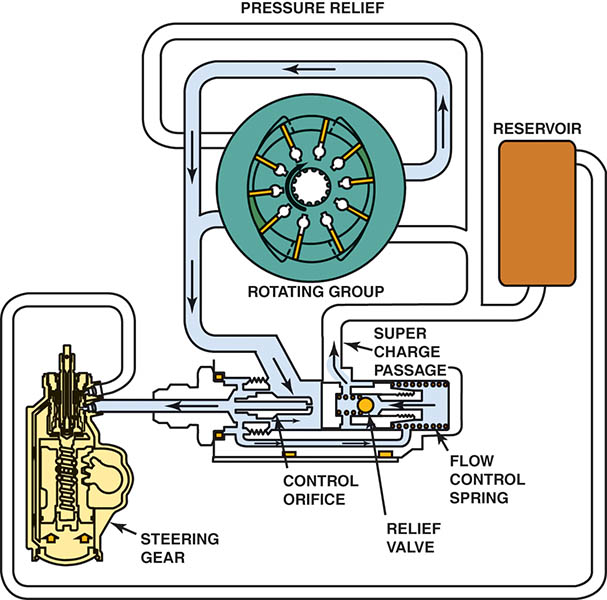 PRESSURE RELIEF
RESERVOIR
ROTATING GROUP
SUPER
CHARGE
PASSAGE
CONTROL
ORIFICE
FLOW
CONTROL
SPRING
RELIEF
VALVE
STEERING
GEAR